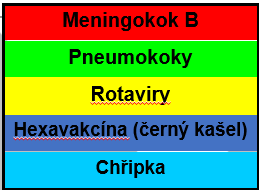 Meningokok B
Pneumokoky
Rotaviry
Hexavakcína (černý kašel)
Chřipka